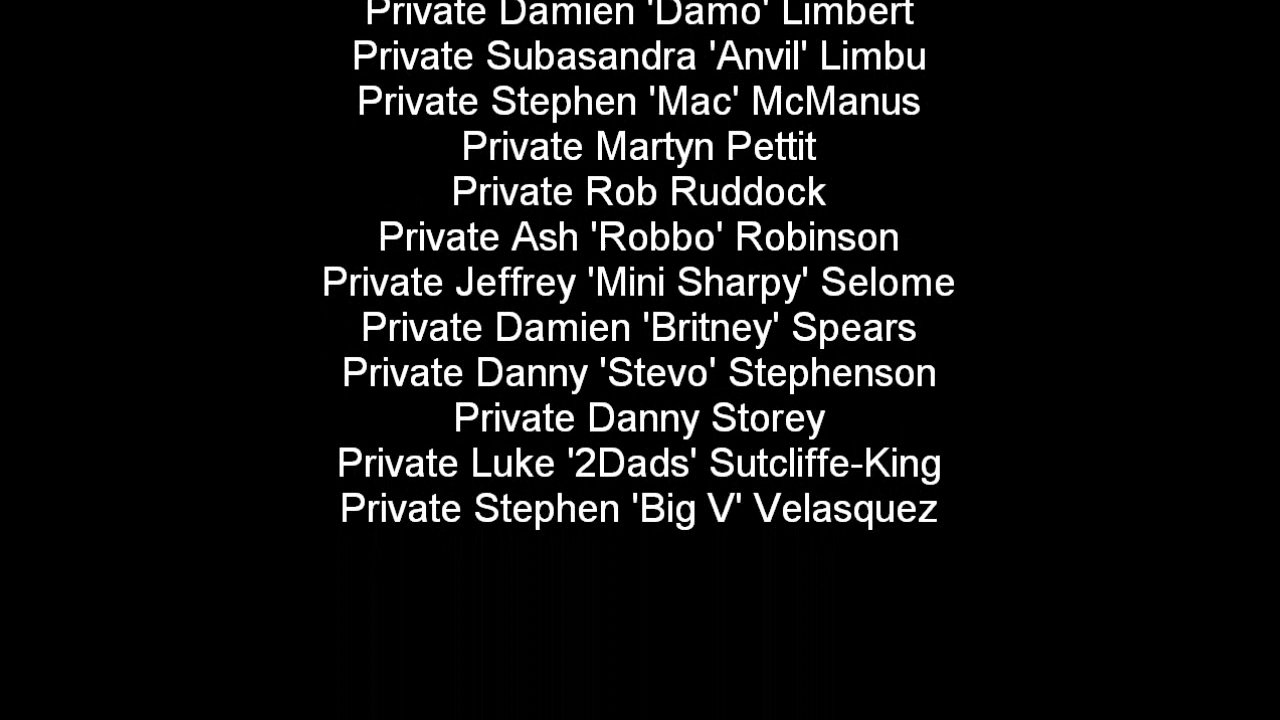 Private Damien 'Damo' Limbert
Private Subasandra 'Anvil' Limbu
Private Stephen 'Mac' McManus
Private Martyn Pettit
Private Rob Ruddock
Private Ash 'Robbo' Robinson
Private Jeffrey 'Mini Sharpy' Selome
Private Damien 'Britney' Spears
Private Danny 'Stevo' Stephenson
Private Danny Storey
Private Luke '2Dads' Sutcliffe-King
Private Stephen 'Big V' Velasquez